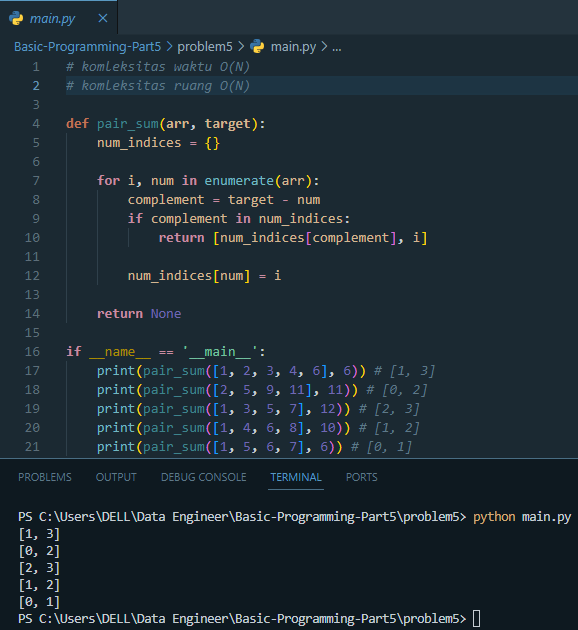 main.py ×
Basic-Programming-Part5 > problem5 > main.py > ...
1 # komleksitas waktu O(N)
2 # komleksitas ruang O(N)
3
4 def pair_sum(arr, target):
5     num_indices = {}
6
7     for i, num in enumerate(arr):
8         complement = target - num
9         if complement in num_indices:
10             return [num_indices[complement], i]
11
12         num_indices[num] = i
13
14     return None
15
16 if __name__ == '__main__':
17     print(pair_sum([1, 2, 3, 4, 6], 6)) # [1, 3]
18     print(pair_sum([2, 5, 9, 11], 11)) # [0, 2]
19     print(pair_sum([1, 3, 5, 7], 12)) # [2, 3]
20     print(pair_sum([1, 4, 6, 8], 10)) # [1, 2]
21     print(pair_sum([1, 5, 6, 7], 6)) # [0, 1]
PROBLEMS OUTPUT DEBUG CONSOLE TERMINAL PORTS
PS C:\Users\DELL\Data Engineer\Basic-Programming-Part5\problem5> python main.py
[1, 3]
[0, 2]
[2, 3]
[1, 2]
[0, 1]
PS C:\Users\DELL\Data Engineer\Basic-Programming-Part5\problem5>